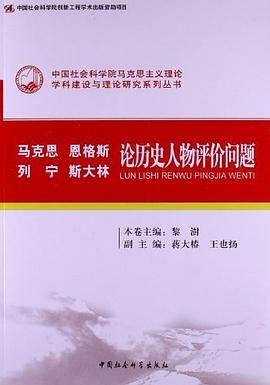 中国社会科学院创新工程学术出版资助项目
中国社会科学院马克思主义理论
学科建设与理论研究系列丛书
马克思 恩格斯
列宁 斯大林
论历史人物评价问题
LUN LISHI RENWU PINGJIA WENTI
本卷主编：黎澍
副主编：蒋大椿 王也扬
中国社会科学出版社